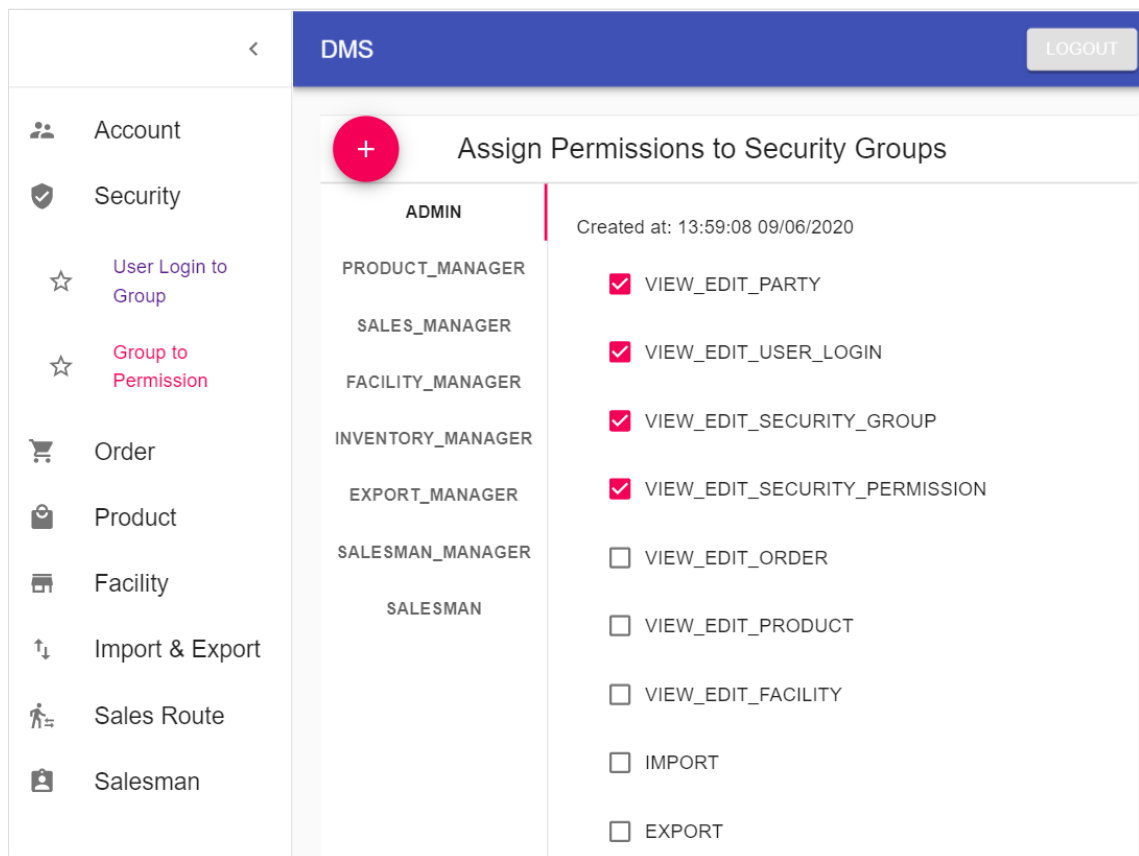 DMS
LOGOUT
Account
Security
User Login to
Group
Group to
Permission
Order
Product
Facility
Import & Export
Sales Route
Salesman
Assign Permissions to Security Groups
ADMIN
PRODUCT_MANAGER
SALES_MANAGER
FACILITY_MANAGER
INVENTORY_MANAGER
EXPORT_MANAGER
SALESMAN_MANAGER
SALESMAN
Created at: 13:59:08 09/06/2020
VIEW_EDIT_PARTY
VIEW_EDIT_USER_LOGIN
VIEW_EDIT_SECURITY_GROUP
VIEW_EDIT_SECURITY_PERMISSION
VIEW_EDIT_ORDER
VIEW_EDIT_PRODUCT
VIEW_EDIT_FACILITY
IMPORT
EXPORT